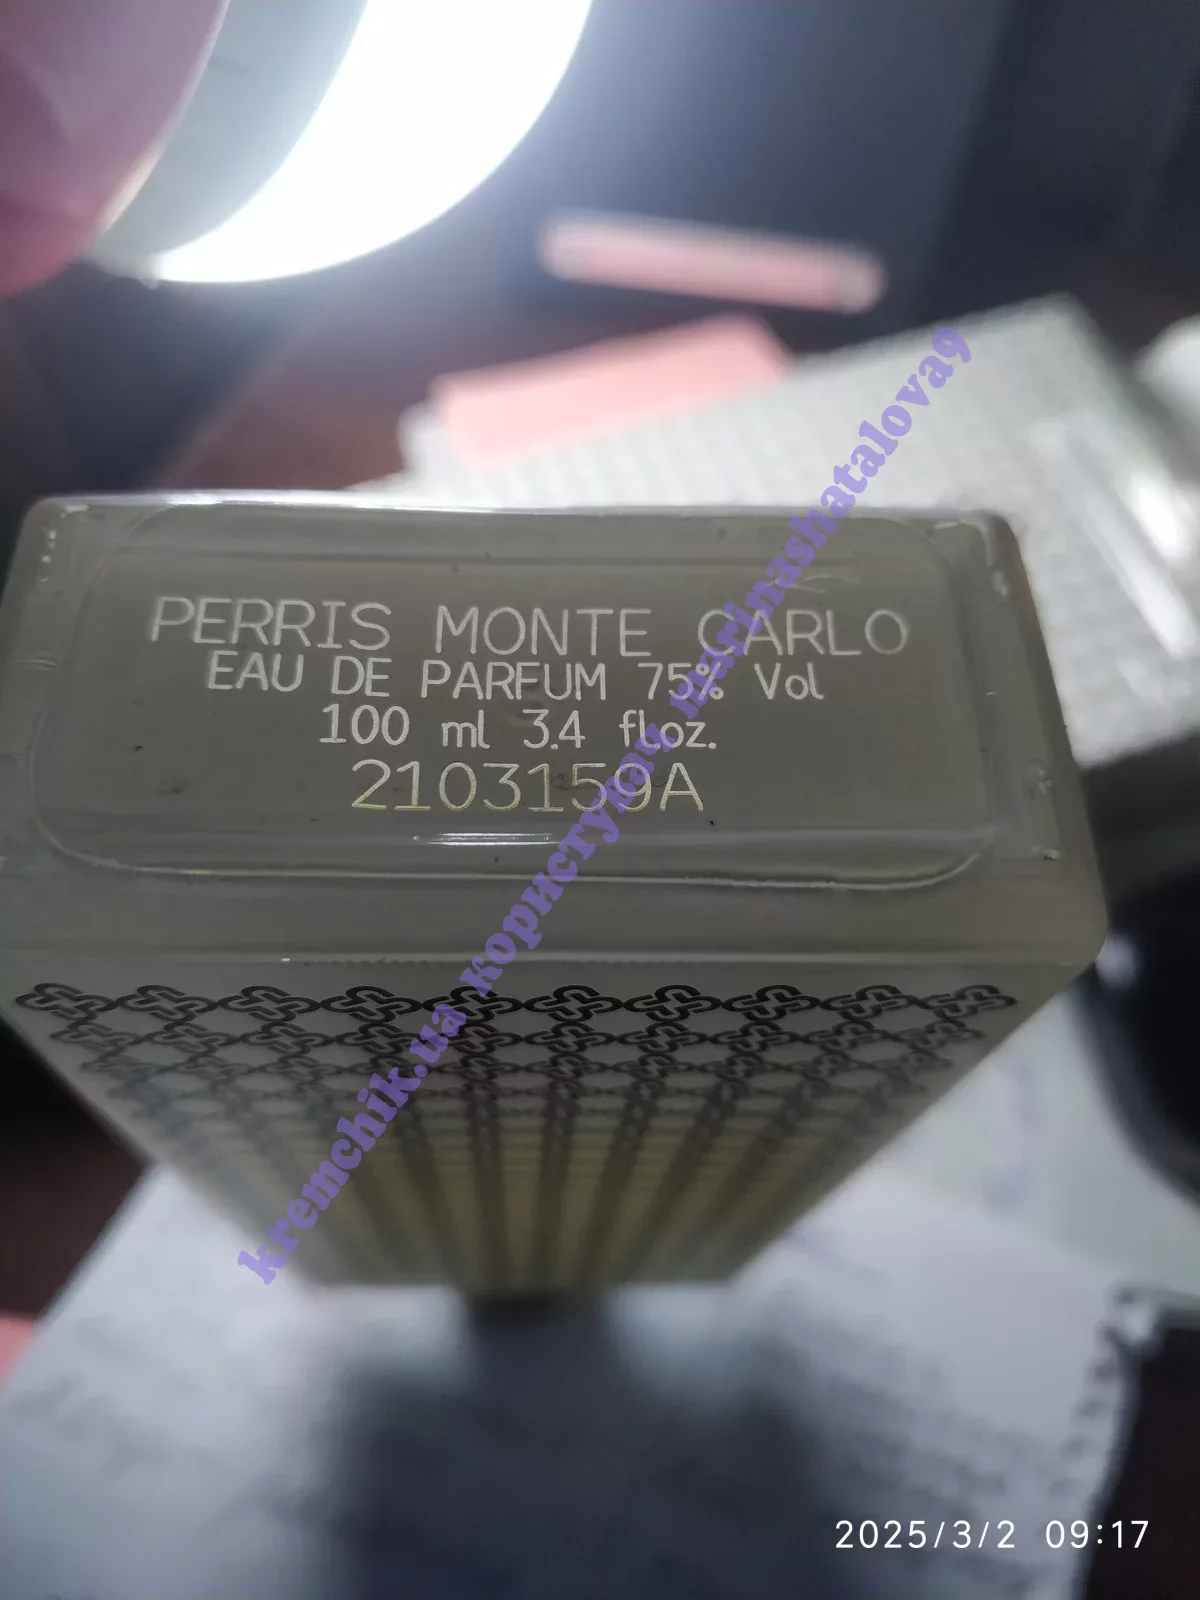 PERRIS MONTE CARLO
EAU DE PARFUM 75% Vol
100 ml 3.4 fl.oz.
2103159A
kremchik.ua користувач marinashatalova9
2025/3/2 09:17